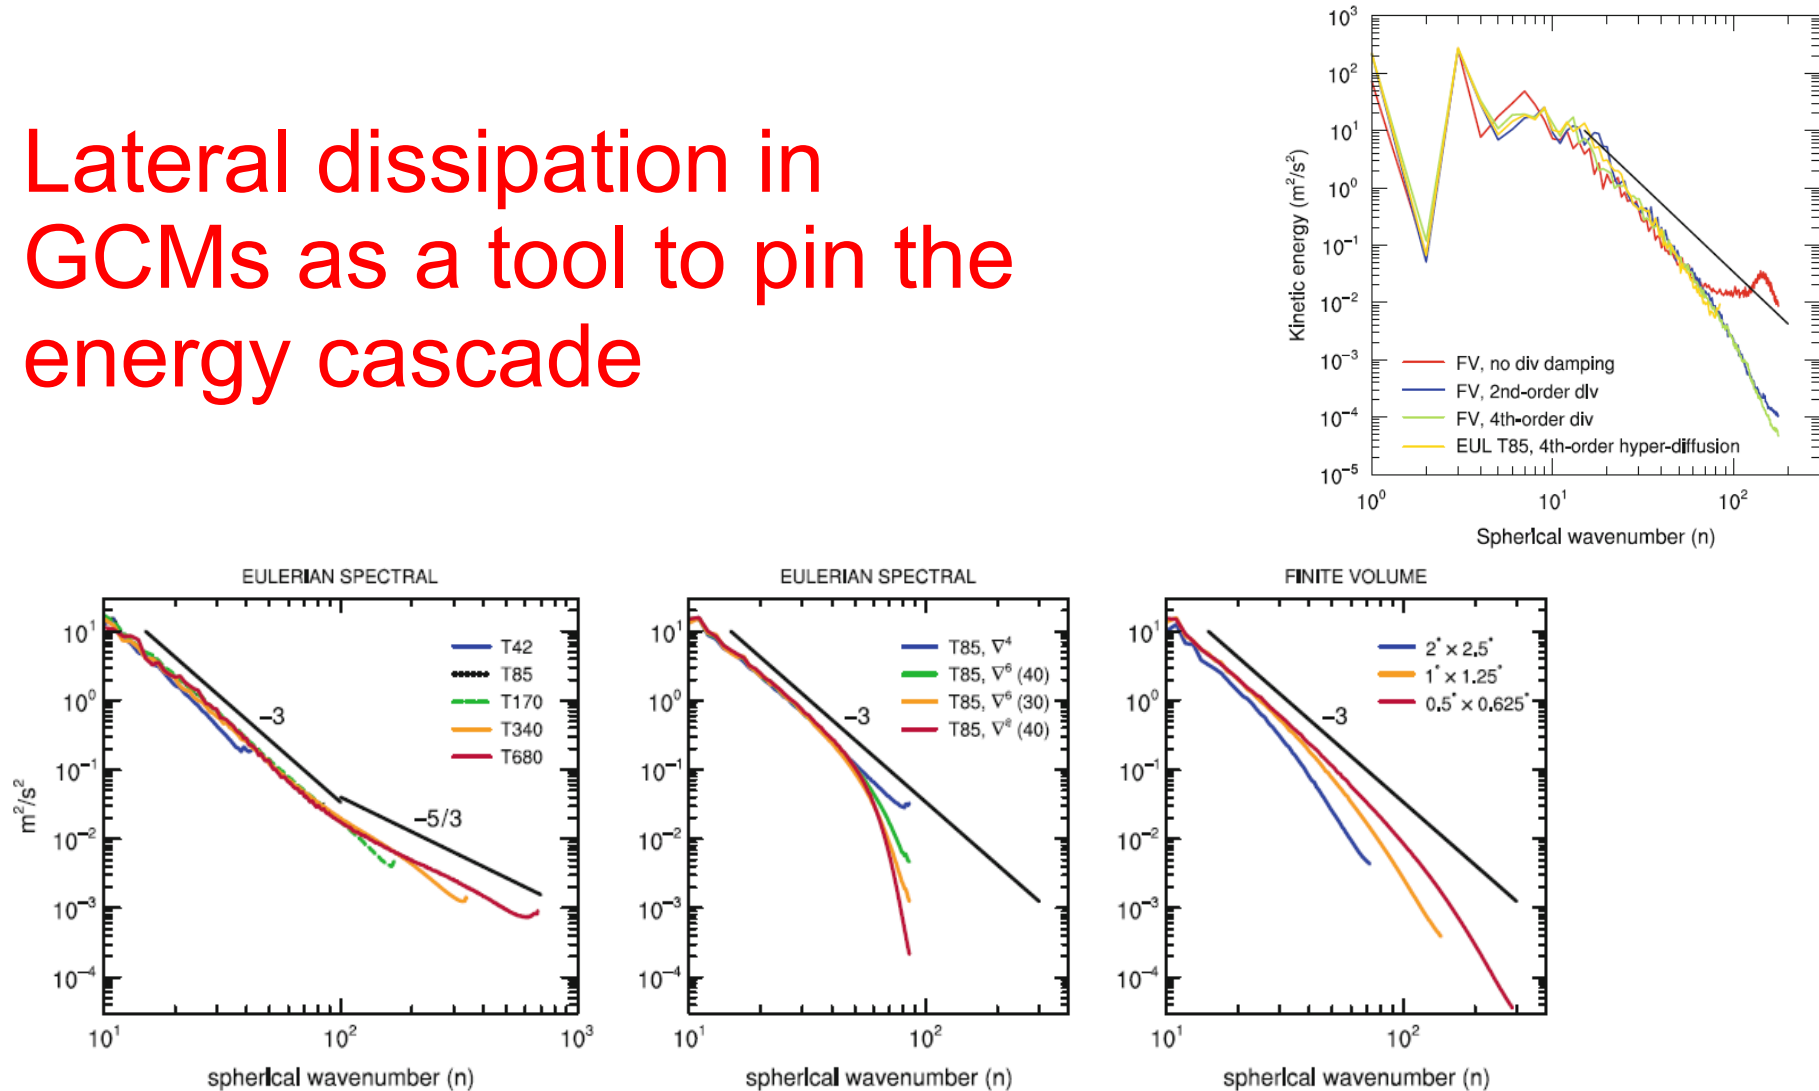 Lateral dissipation in
GCMs as a tool to pin the
energy cascade
10³
10²
10¹
10⁰
10⁻¹
10⁻²
10⁻³
10⁻⁴
10⁻⁵
Kinetic energy (m²/s²)
FV, no div damping
FV, 2nd-order div
FV, 4th-order div
EUL T85, 4th-order hyper-diffusion
10⁰ 10¹ 10²
Spherical wavenumber (n)
EULERIAN SPECTRAL
m²/s²
10¹
10⁰
10⁻¹
10⁻²
10⁻³
10⁻⁴
T42
T85
T170
T340
T680
−3
−5/3
10¹ 10² 10³
spherical wavenumber (n)
EULERIAN SPECTRAL
10¹
10⁰
10⁻¹
10⁻²
10⁻³
10⁻⁴
T85, ∇⁴
T85, ∇⁶ (40)
T85, ∇⁶ (30)
T85, ∇⁸ (40)
−3
10¹ 10²
spherical wavenumber (n)
FINITE VOLUME
10¹
10⁰
10⁻¹
10⁻²
10⁻³
10⁻⁴
2° × 2.5°
1° × 1.25°
0.5° × 0.625°
−3
10¹ 10²
spherical wavenumber (n)